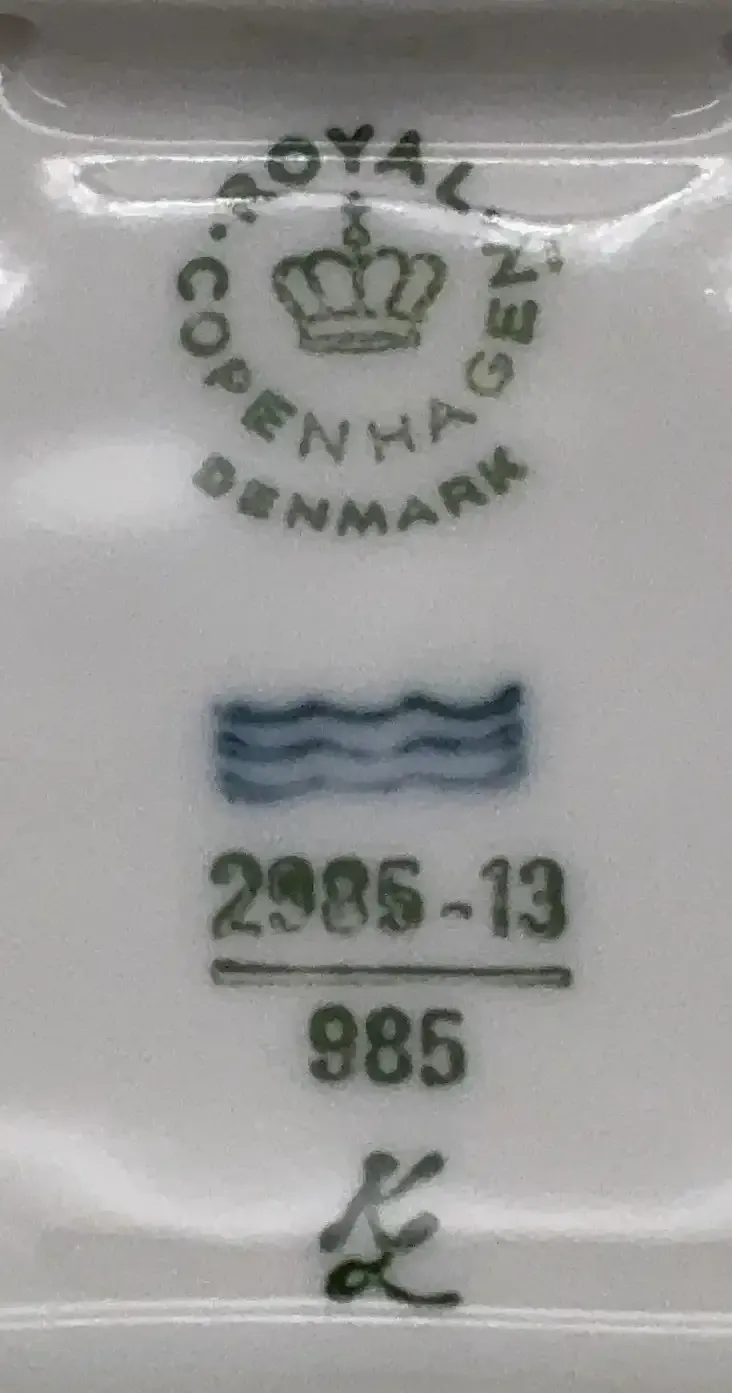 ROYAL
COPENHAGEN
DENMARK
2985-13
985
K